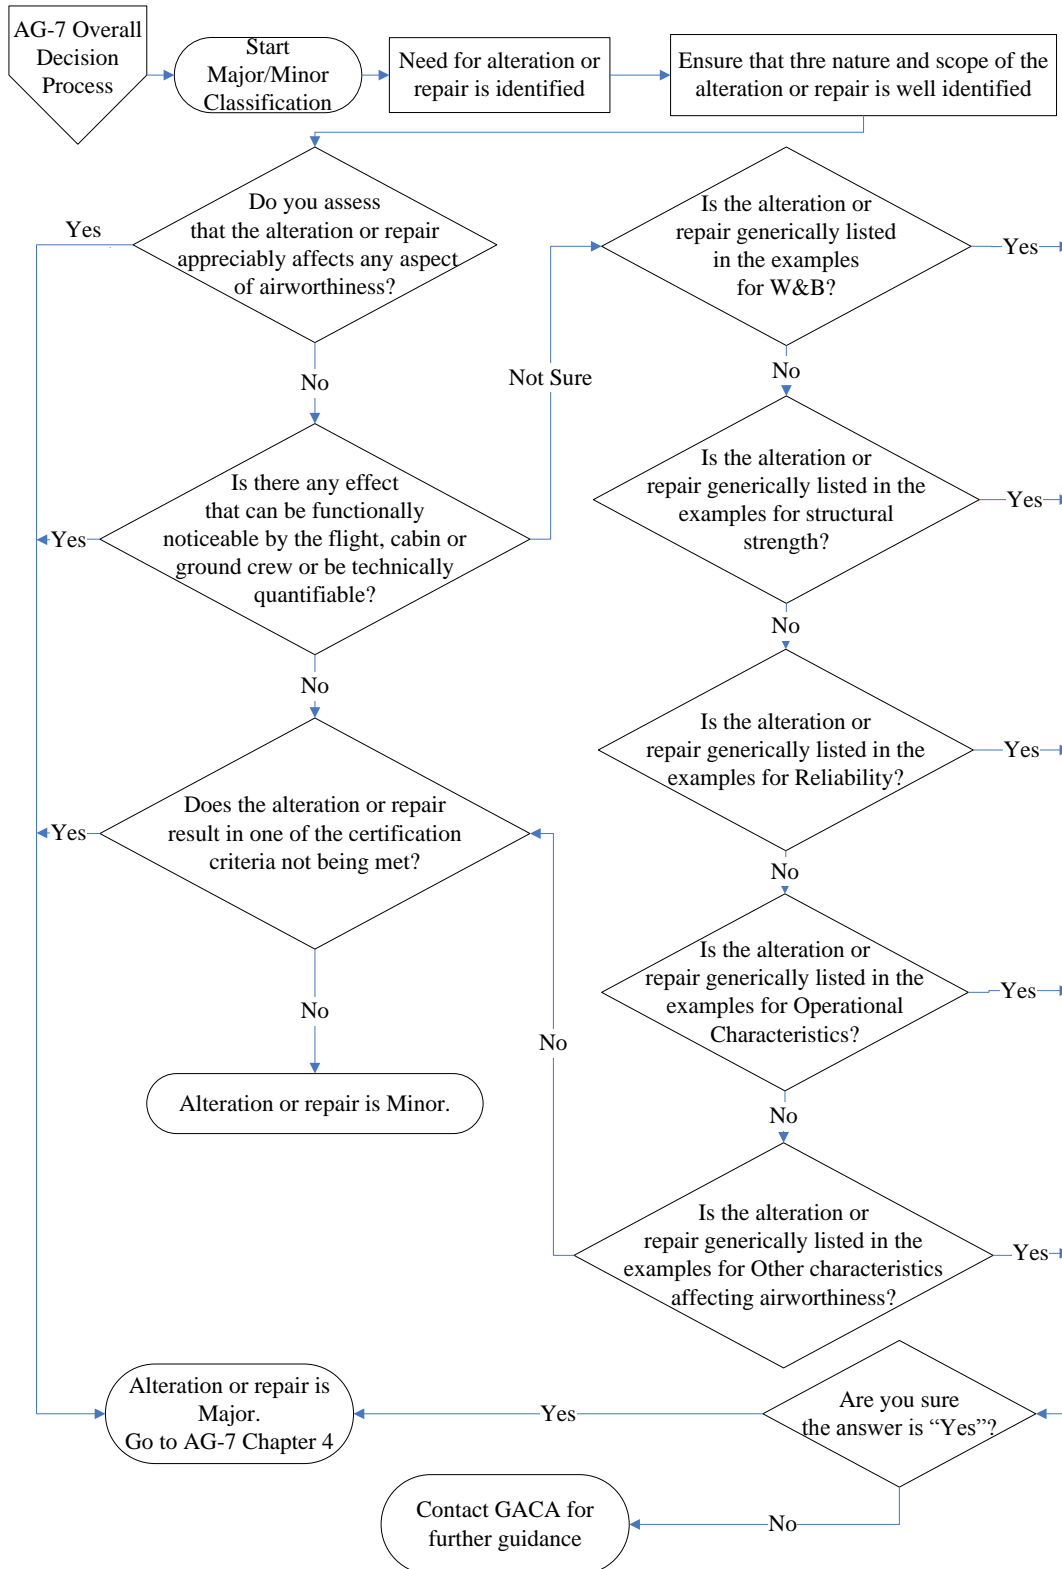 AG-7 Overall
Decision
Process
Start
Major/Minor
Classification
Need for alteration or
repair is identified
Ensure that thre nature and scope of the
alteration or repair is well identified
Do you assess
that the alteration or repair
appreciably affects any aspect
of airworthiness?
Yes
No
Is the alteration or
repair generically listed
in the examples
for W&B?
Yes
No
Not Sure
Is there any effect
that can be functionally
noticeable by the flight, cabin or
ground crew or be technically
quantifiable?
Yes
No
Is the alteration or
repair generically listed in the
examples for structural
strength?
Yes
No
Does the alteration or repair
result in one of the certification
criteria not being met?
Yes
No
Is the alteration or
repair generically listed in the
examples for Reliability?
Yes
No
Is the alteration or
repair generically listed in the
examples for Operational
Characteristics?
Yes
No
No
Alteration or repair is Minor.
Is the alteration or
repair generically listed in the
examples for Other characteristics
affecting airworthiness?
Yes
Alteration or repair is
Major.
Go to AG-7 Chapter 4
Yes
Are you sure
the answer is “Yes”?
No
Contact GACA for
further guidance